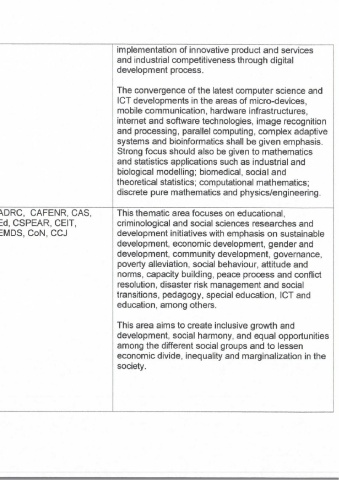 implementation of innovative product and services
and industrial competitiveness through digital
development process.
The convergence of the latest computer science and
ICT developments in the areas of micro-devices,
mobile communication, hardware infrastructures,
internet and software technologies, image recognition
and processing, parallel computing, complex adaptive
systems and bioinformatics shall be given emphasis.
Strong focus should also be given to mathematics
and statistics applications such as industrial and
biological modelling; biomedical, social and
theoretical statistics; computational mathematics;
discrete pure mathematics and physics/engineering.
ADRC, CAFENR, CAS,
Ed, CSPEAR, CEIT,
EMDS, CoN, CCJ
This thematic area focuses on educational,
criminological and social sciences researches and
development initiatives with emphasis on sustainable
development, economic development, gender and
development, community development, governance,
poverty alleviation, social behaviour, attitude and
norms, capacity building, peace process and conflict
resolution, disaster risk management and social
transitions, pedagogy, special education, ICT and
education, among others.
This area aims to create inclusive growth and
development, social harmony, and equal opportunities
among the different social groups and to lessen
economic divide, inequality and marginalization in the
society.